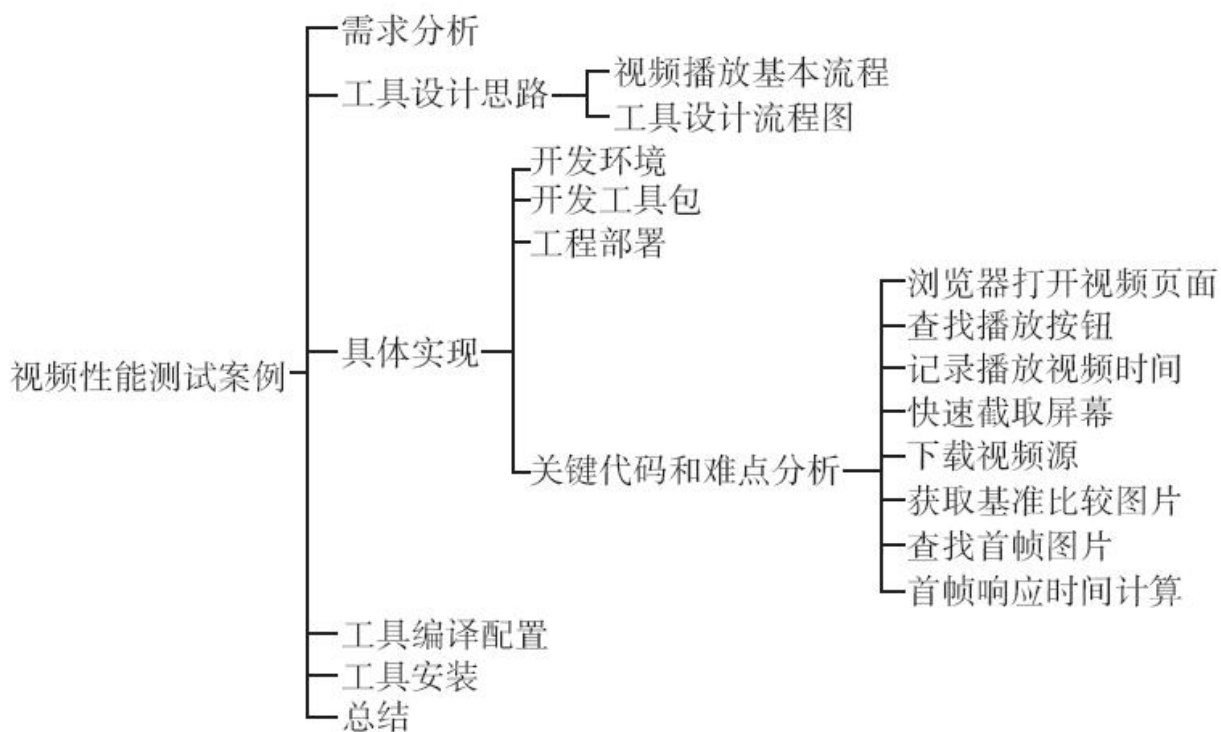 视频性能测试案例
需求分析
工具设计思路
视频播放基本流程
工具设计流程图
具体实现
开发环境
开发工具包
工程部署
关键代码和难点分析
浏览器打开视频页面
查找播放按钮
记录播放视频时间
快速截取屏幕
下载视频源
获取基准比较图片
查找首帧图片
首帧响应时间计算
工具编译配置
工具安装
总结